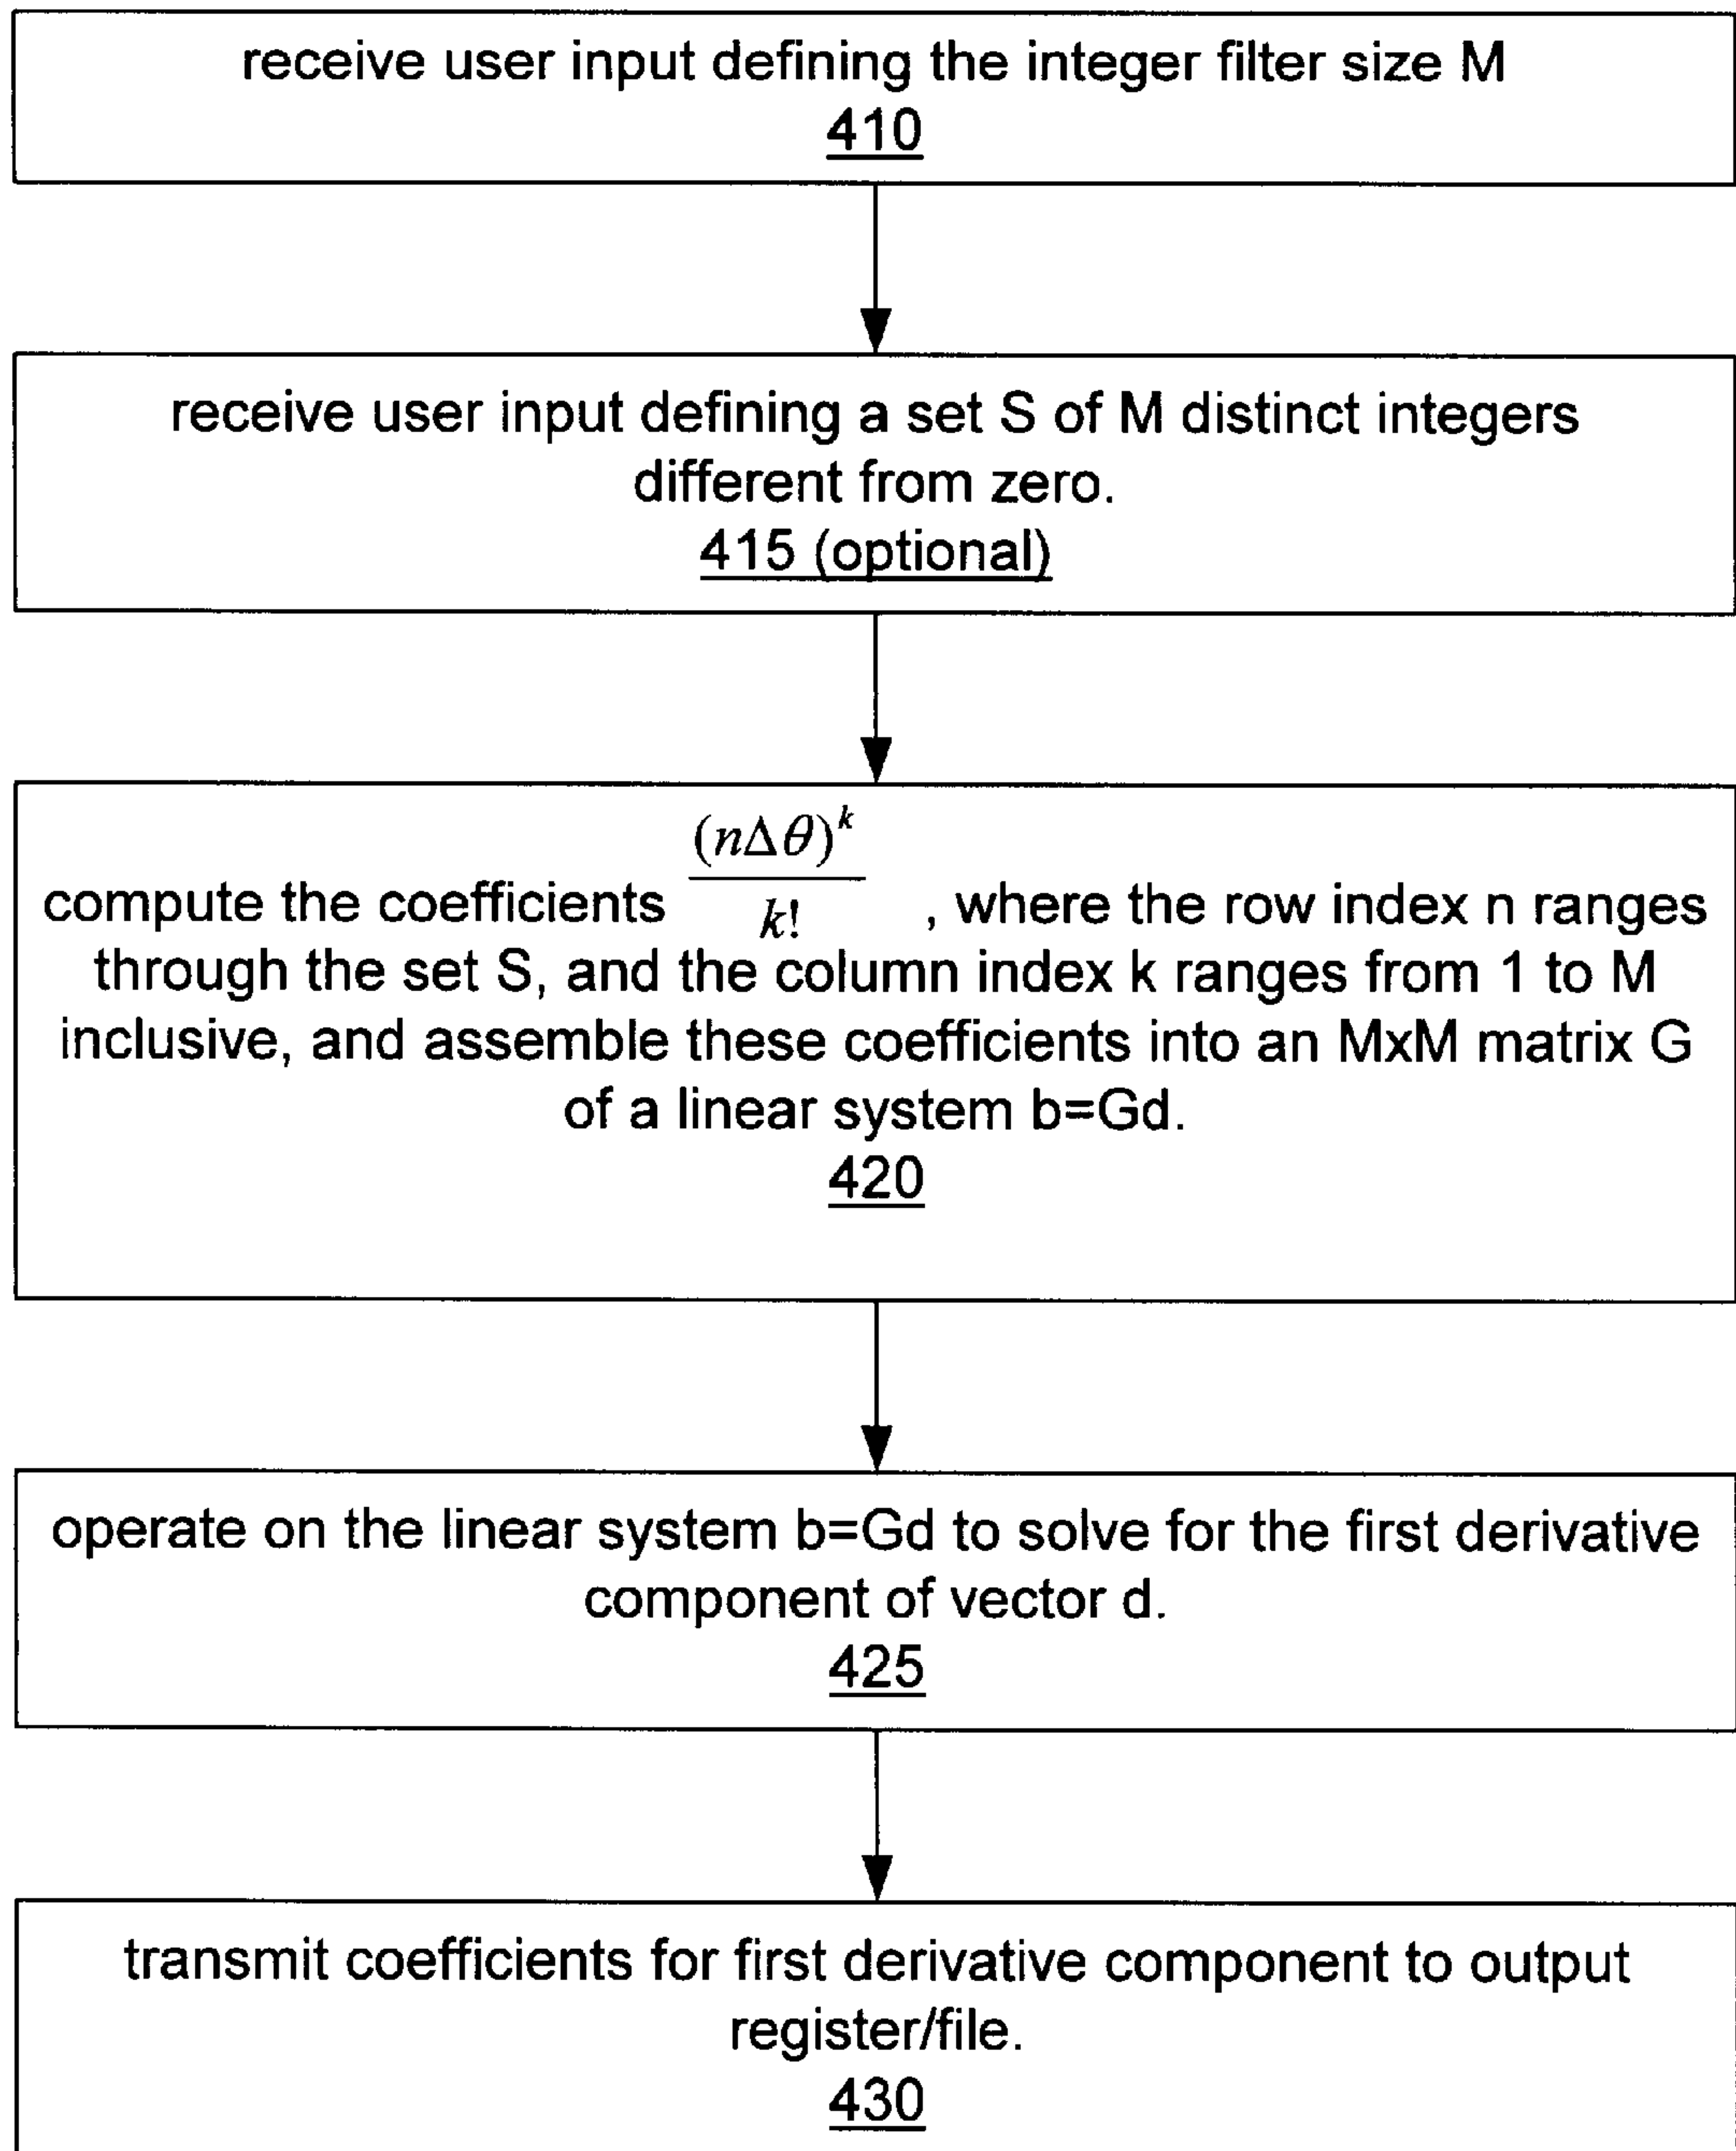 receive user input defining the integer filter size M
410
receive user input defining a set S of M distinct integers
different from zero.
415 (optional)
compute the coefficients (nΔθ)^k / k! , where the row index n ranges
through the set S, and the column index k ranges from 1 to M
inclusive, and assemble these coefficients into an MxM matrix G
of a linear system b=Gd.
420
operate on the linear system b=Gd to solve for the first derivative
component of vector d.
425
transmit coefficients for first derivative component to output
register/file.
430